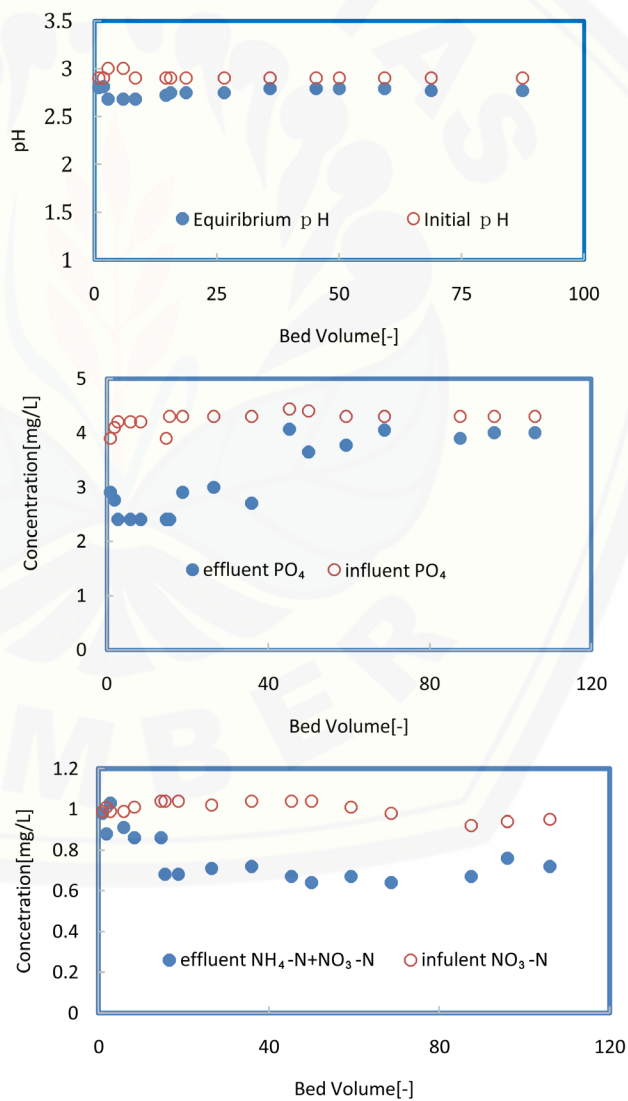 3.5
3
2.5
2
1.5
1
pH
Equiribrium pH
Initial pH
0 25 50 75 100
Bed Volume[-]
5
4
3
2
1
0
Concentration[mg/L]
effluent PO₄
influent PO₄
0 40 80 120
Bed Volume[-]
1.2
1
0.8
0.6
0.4
0.2
0
Concetration[mg/L]
effluent NH₄-N+NO₃-N
infulent NO₃-N
0 40 80 120
Bed Volume[-]
MBER
AS